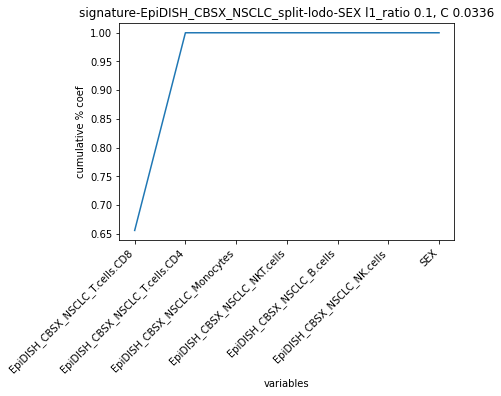 signature-EpiDISH_CBSX_NSCLC_split-lodo-SEX l1_ratio 0.1, C 0.0336
1.00
0.95
0.90
0.85
0.80
0.75
0.70
0.65
cumulative % coef
EpiDISH_CBSX_NSCLC_T.cells.CD8
EpiDISH_CBSX_NSCLC_T.cells.CD4
EpiDISH_CBSX_NSCLC_Monocytes
EpiDISH_CBSX_NSCLC_NKT.cells
EpiDISH_CBSX_NSCLC_B.cells
EpiDISH_CBSX_NSCLC_NK.cells
SEX
variables